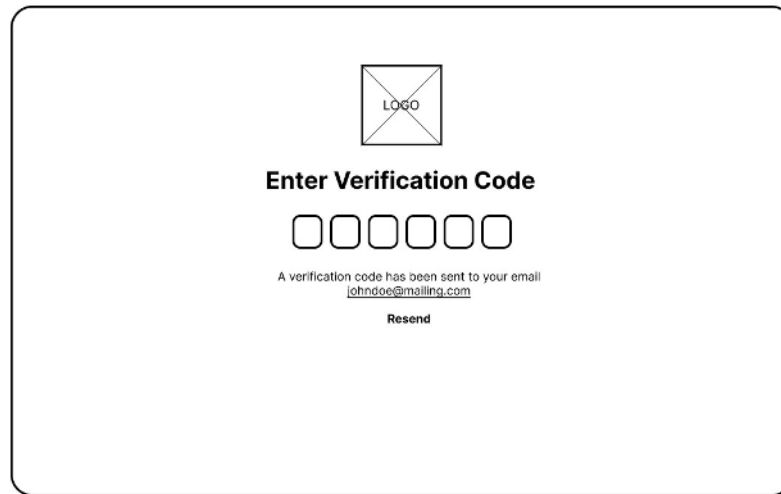 LOGO
Enter Verification Code
A verification code has been sent to your email
johndoe@mailing.com
Resend